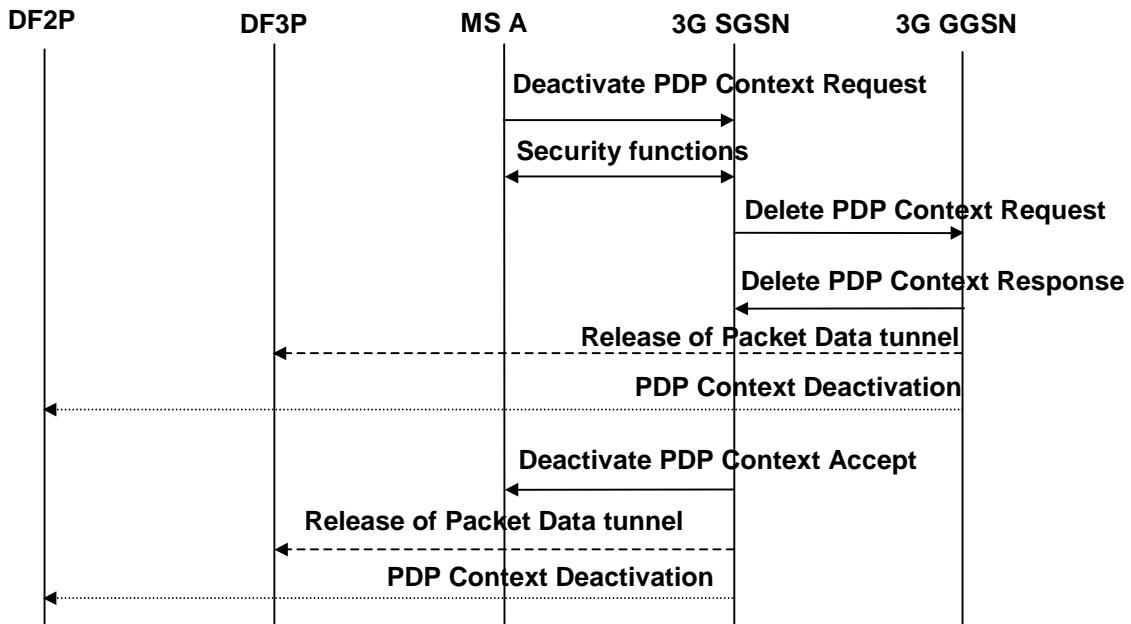 DF2P
DF3P
MS A
3G SGSN
3G GGSN
Deactivate PDP Context Request
Security functions
Delete PDP Context Request
Delete PDP Context Response
Release of Packet Data tunnel
PDP Context Deactivation
Deactivate PDP Context Accept
Release of Packet Data tunnel
PDP Context Deactivation